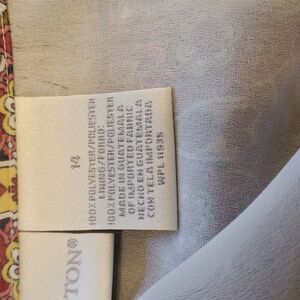 14
100% POLYESTER/POLIESTER
LINING/FORRO:
100% POLYESTER/POLIESTER
MADE IN GUATEMALA
OF IMPORTED FABRIC
HECHO EN GUATEMALA
CON TELA IMPORTADA
WPL 11935
TON®